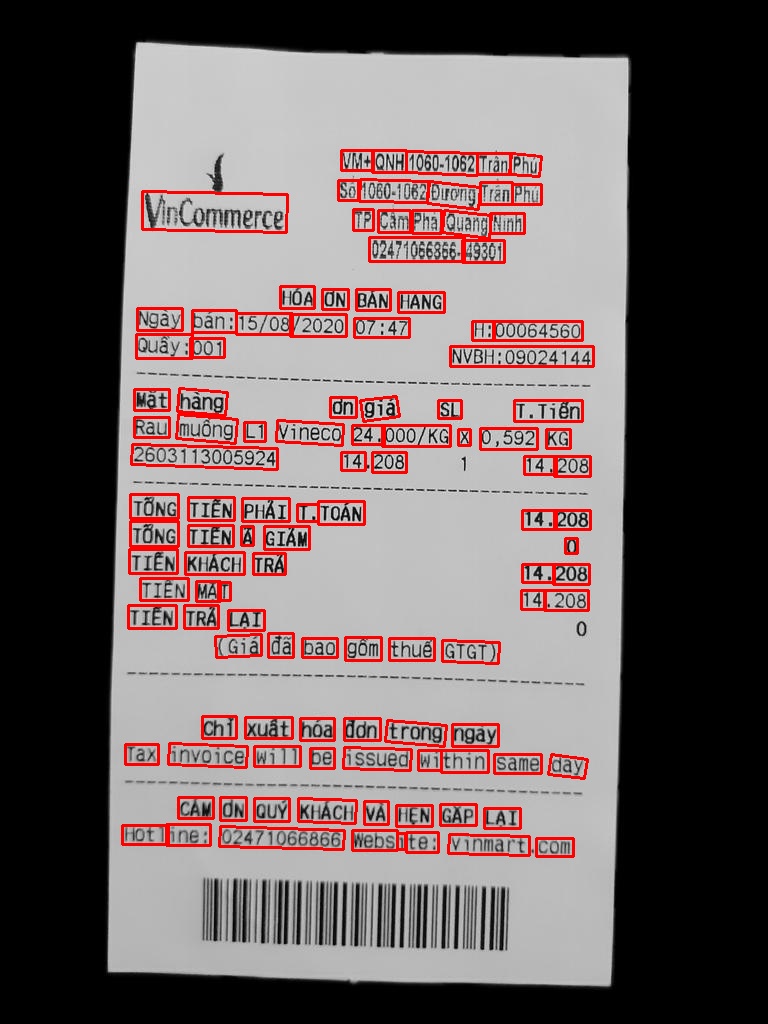 VM+ QNH 1060-1062 Trần Phú
Số 1060-1062 Đường Trần Phú
VinCommerce
TP Cẩm Phả Quảng Ninh
02471066866-49301
HÓA ĐƠN BÁN HÀNG
Ngày bán:15/08/2020 07:47 H:00064560
Quầy:001 NVBH:09024144
Mặt hàng Đơn giá SL T.Tiền
Rau muống L1 Vineco 24.000/KG X 0,592 KG
2603113005924 14.208 1 14.208
TỔNG TIỀN PHẢI T.TOÁN 14.208
TỔNG TIỀN ĐÃ GIẢM 0
TIỀN KHÁCH TRẢ 14.208
TIỀN MẶT 14.208
TIỀN TRẢ LẠI 0
(Giá đã bao gồm thuế GTGT)
Chỉ xuất hóa đơn trong ngày
Tax invoice will be issued within same day
CẢM ƠN QUÝ KHÁCH VÀ HẸN GẶP LẠI
Hotline: 02471066866 Website: vinmart.com